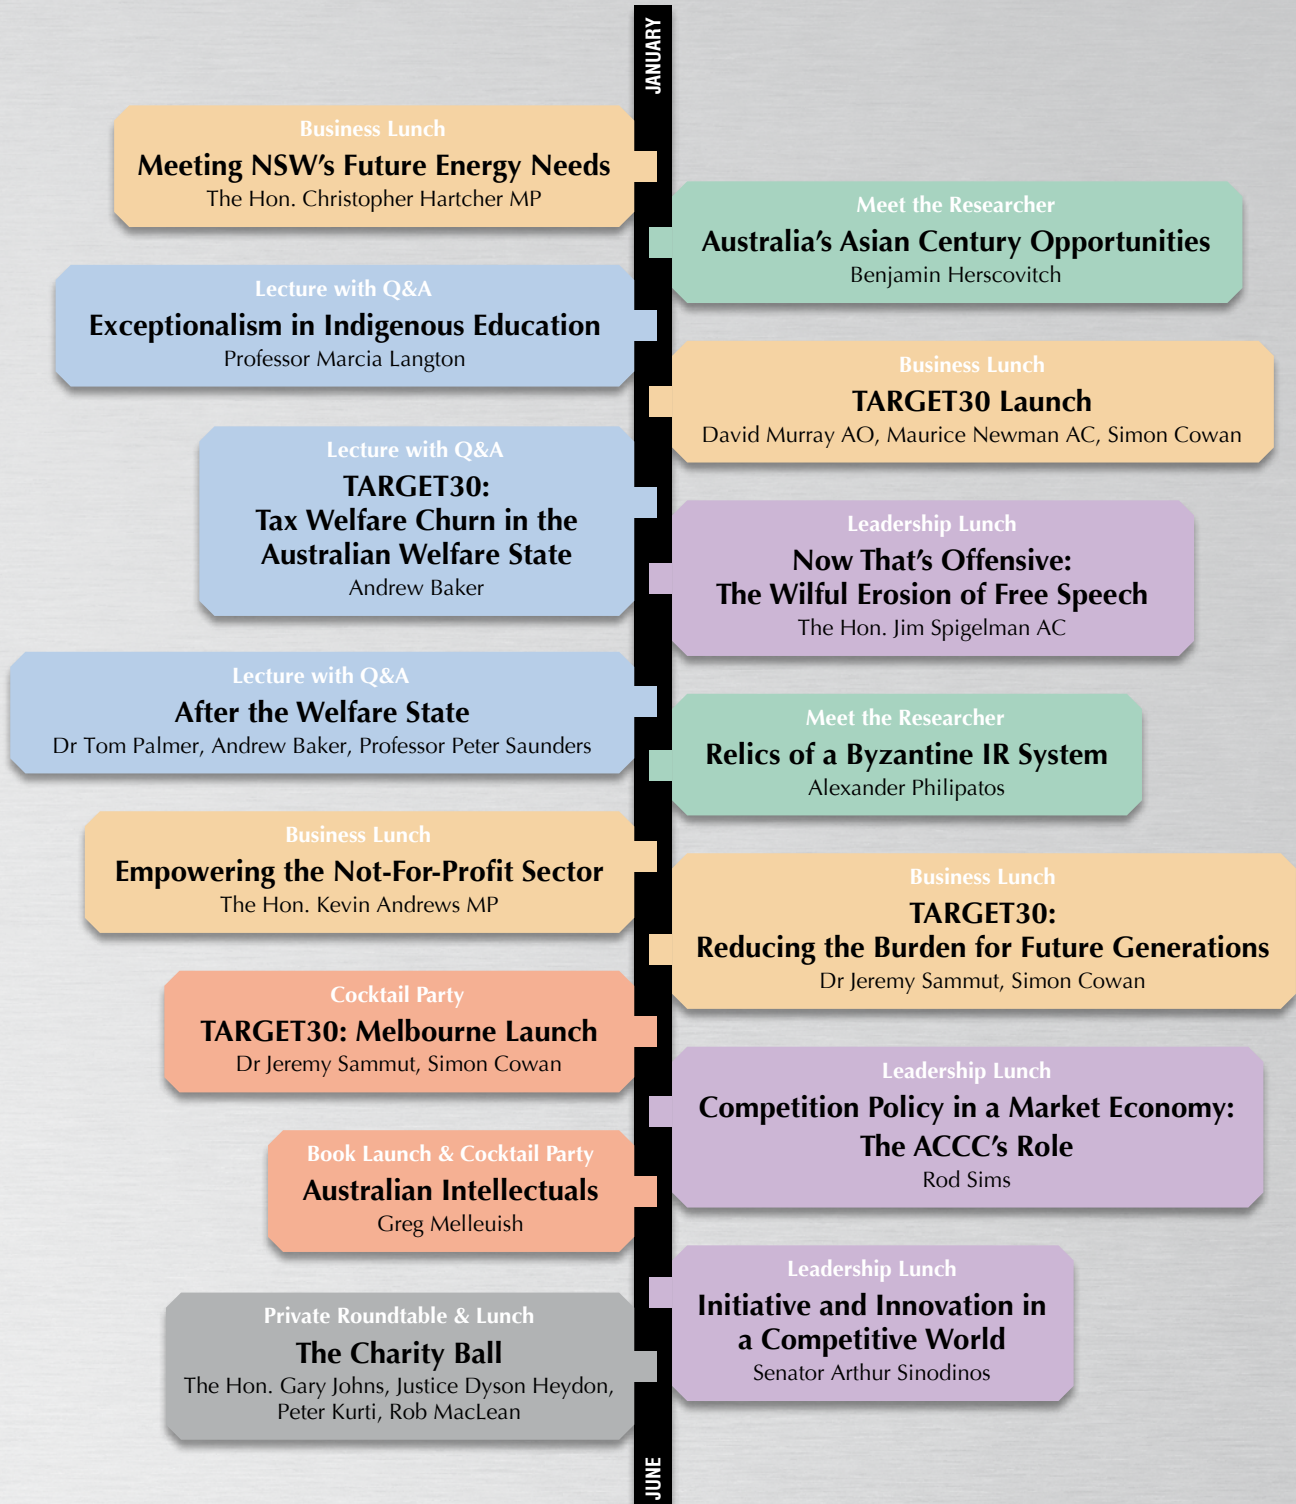 JANUARY
Business Lunch
Meeting NSW's Future Energy Needs
The Hon. Christopher Hartcher MP
Meet the Researcher
Australia's Asian Century Opportunities
Benjamin Herscovitch
Lecture with Q&A
Exceptionalism in Indigenous Education
Professor Marcia Langton
Business Lunch
TARGET30 Launch
David Murray AO, Maurice Newman AC, Simon Cowan
Lecture with Q&A
TARGET30:
Tax Welfare Churn in the
Australian Welfare State
Andrew Baker
Leadership Lunch
Now That's Offensive:
The Wilful Erosion of Free Speech
The Hon. Jim Spigelman AC
Lecture with Q&A
After the Welfare State
Dr Tom Palmer, Andrew Baker, Professor Peter Saunders
Meet the Researcher
Relics of a Byzantine IR System
Alexander Philipatos
Business Lunch
Empowering the Not-For-Profit Sector
The Hon. Kevin Andrews MP
Business Lunch
TARGET30:
Reducing the Burden for Future Generations
Dr Jeremy Sammut, Simon Cowan
Cocktail Party
TARGET30: Melbourne Launch
Dr Jeremy Sammut, Simon Cowan
Leadership Lunch
Competition Policy in a Market Economy:
The ACCC's Role
Rod Sims
Book Launch & Cocktail Party
Australian Intellectuals
Greg Melleuish
Leadership Lunch
Initiative and Innovation in
a Competitive World
Senator Arthur Sinodinos
Private Roundtable & Lunch
The Charity Ball
The Hon. Gary Johns, Justice Dyson Heydon,
Peter Kurti, Rob MacLean
JUNE